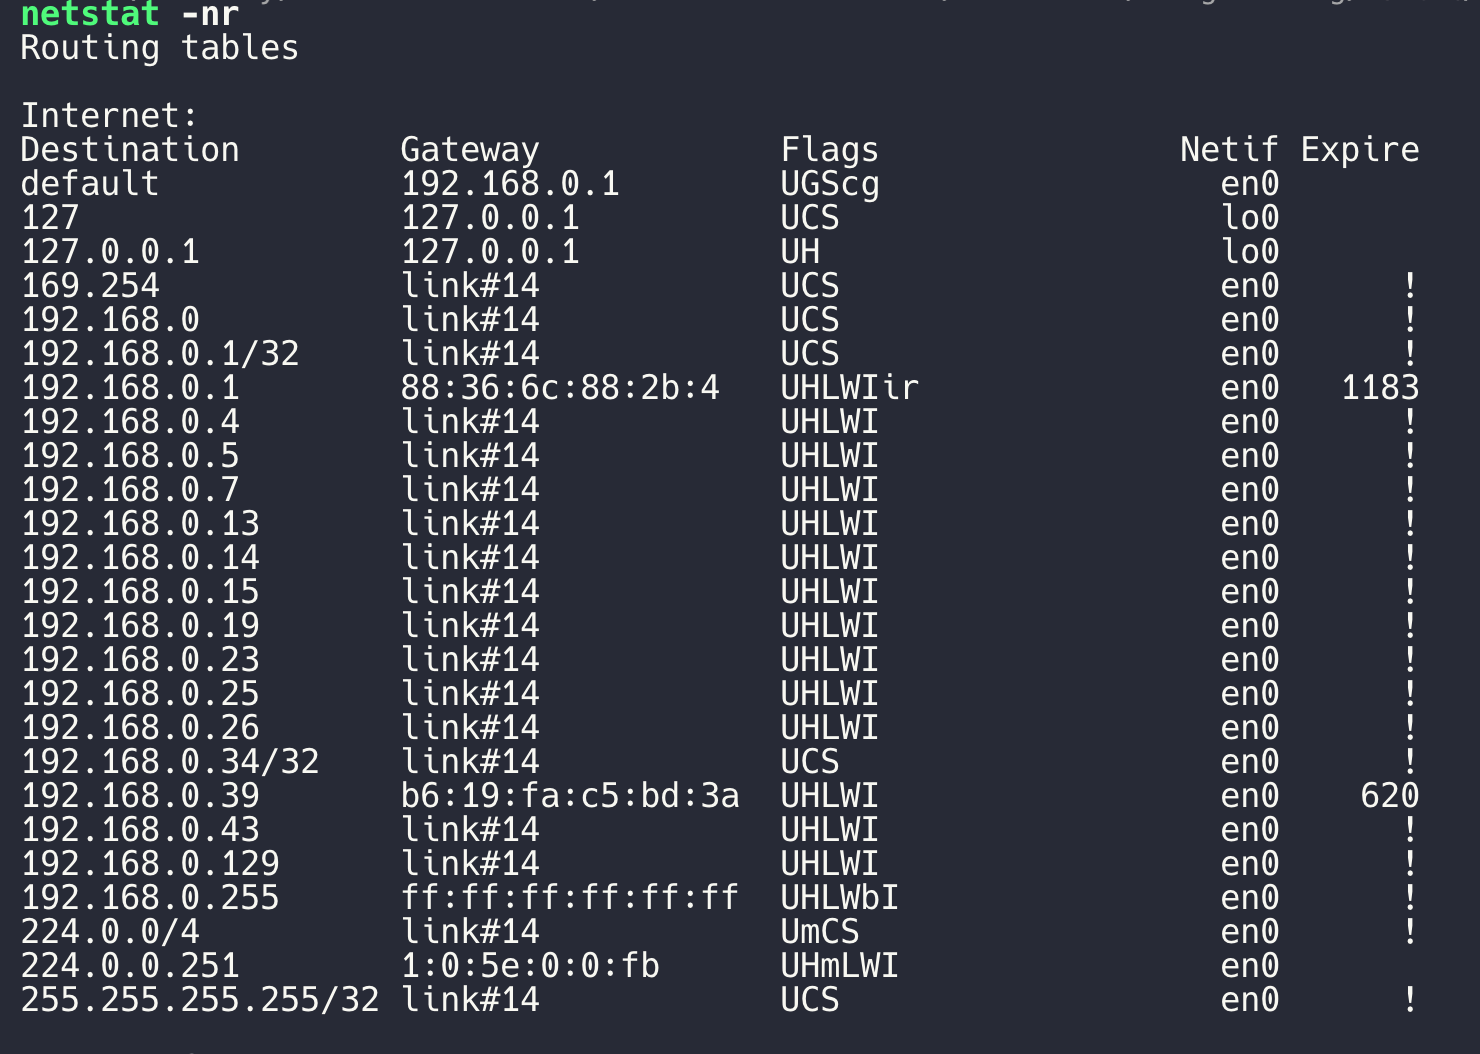 netstat -nr
Routing tables

Internet:
Destination        Gateway            Flags               Netif Expire
default            192.168.0.1        UGScg                 en0
127                127.0.0.1          UCS                   lo0
127.0.0.1          127.0.0.1          UH                    lo0
169.254            link#14            UCS                   en0      !
192.168.0          link#14            UCS                   en0      !
192.168.0.1/32     link#14            UCS                   en0      !
192.168.0.1        88:36:6c:88:2b:4   UHLWIir               en0   1183
192.168.0.4        link#14            UHLWI                 en0      !
192.168.0.5        link#14            UHLWI                 en0      !
192.168.0.7        link#14            UHLWI                 en0      !
192.168.0.13       link#14            UHLWI                 en0      !
192.168.0.14       link#14            UHLWI                 en0      !
192.168.0.15       link#14            UHLWI                 en0      !
192.168.0.19       link#14            UHLWI                 en0      !
192.168.0.23       link#14            UHLWI                 en0      !
192.168.0.25       link#14            UHLWI                 en0      !
192.168.0.26       link#14            UHLWI                 en0      !
192.168.0.34/32    link#14            UCS                   en0      !
192.168.0.39       b6:19:fa:c5:bd:3a  UHLWI                 en0    620
192.168.0.43       link#14            UHLWI                 en0      !
192.168.0.129      link#14            UHLWI                 en0      !
192.168.0.255      ff:ff:ff:ff:ff:ff  UHLWbI                en0      !
224.0.0/4          link#14            UmCS                  en0      !
224.0.0.251        1:0:5e:0:0:fb      UHmLWI                en0
255.255.255.255/32 link#14            UCS                   en0      !